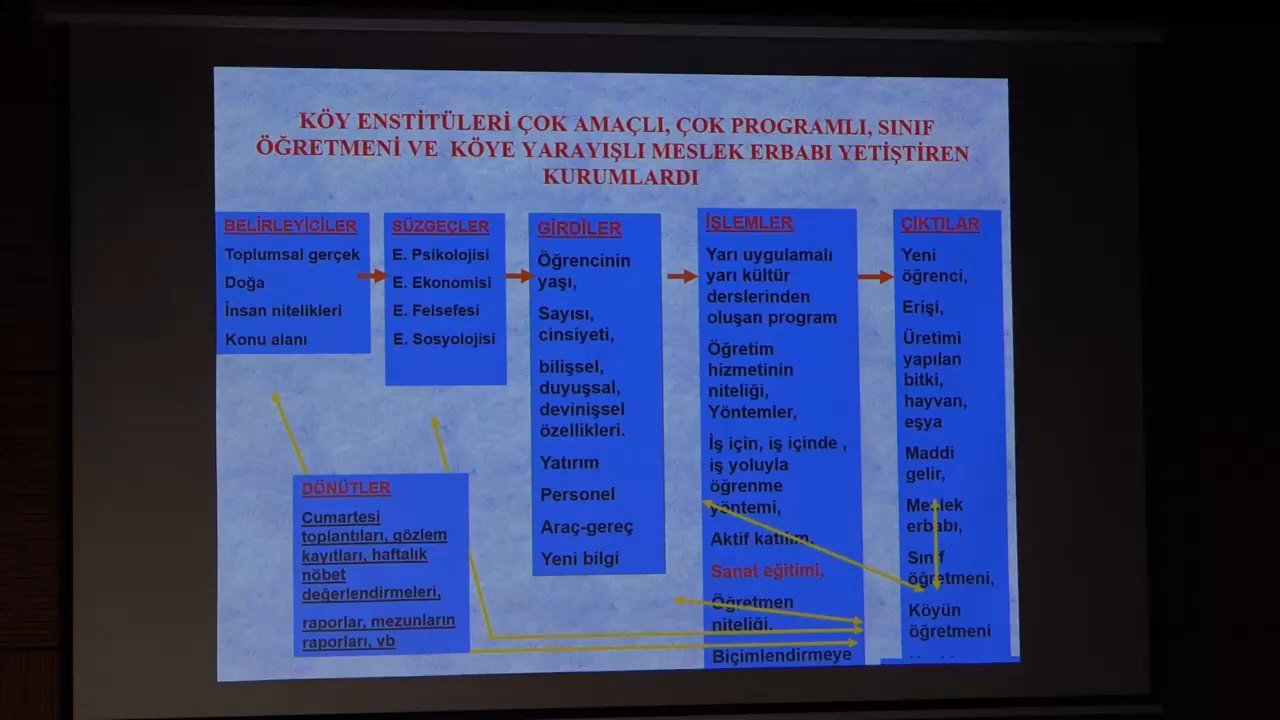 KÖY ENSTİTÜLERİ ÇOK AMAÇLI, ÇOK PROGRAMLI, SINIF
ÖĞRETMENİ VE KÖYE YARAYIŞLI MESLEK ERBABI YETİŞTİREN
KURUMLARDI
BELİRLEYİCİLER
Toplumsal gerçek
Doğa
İnsan nitelikleri
Konu alanı
SÜZGEÇLER
E. Psikolojisi
E. Ekonomisi
E. Felsefesi
E. Sosyolojisi
GİRDİLER
Öğrencinin
yaşı,
Sayısı,
cinsiyeti,
bilişsel,
duyuşsal,
devinişsel
özellikleri.
Yatırım
Personel
Araç-gereç
Yeni bilgi
İŞLEMLER
Yarı uygulamalı
yarı kültür
derslerinden
oluşan program
Öğretim
hizmetinin
niteliği,
Yöntemler,
İş için, iş içinde ,
iş yoluyla
öğrenme
yöntemi,
Aktif katılım.
Sanat eğitimi,
Öğretmen
niteliği.
Biçimlendirmeye
ÇIKTILAR
Yeni
öğrenci,
Erişi,
Üretimi
yapılan
bitki,
hayvan,
eşya
Maddi
gelir,
Meslek
erbabı,
Sınıf
öğretmeni,
Köyün
öğretmeni
DÖNÜTLER
Cumartesi
toplantıları, gözlem
kayıtları, haftalık
nöbet
değerlendirmeleri,
raporlar, mezunların
raporları, vb